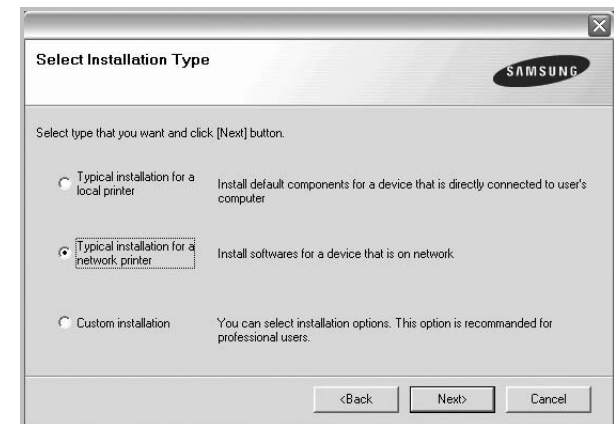 Select Installation Type
SAMSUNG
Select type that you want and click [Next] button.
Typical installation for a
local printer
Install default components for a device that is directly connected to user's
computer
Typical installation for a
network printer
Install softwares for a device that is on network
Custom installation
You can select installation options. This option is recommanded for
professional users.
<Back
Next>
Cancel